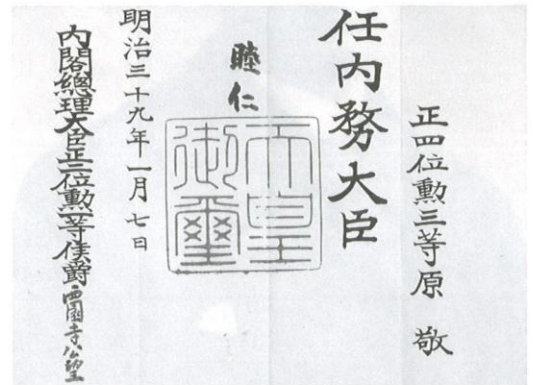 正四位勲三等原　敬
任内務大臣
睦仁
天皇
御璽
明治三十九年一月七日
内閣總理大臣正二位勲一等侯爵西園寺公望